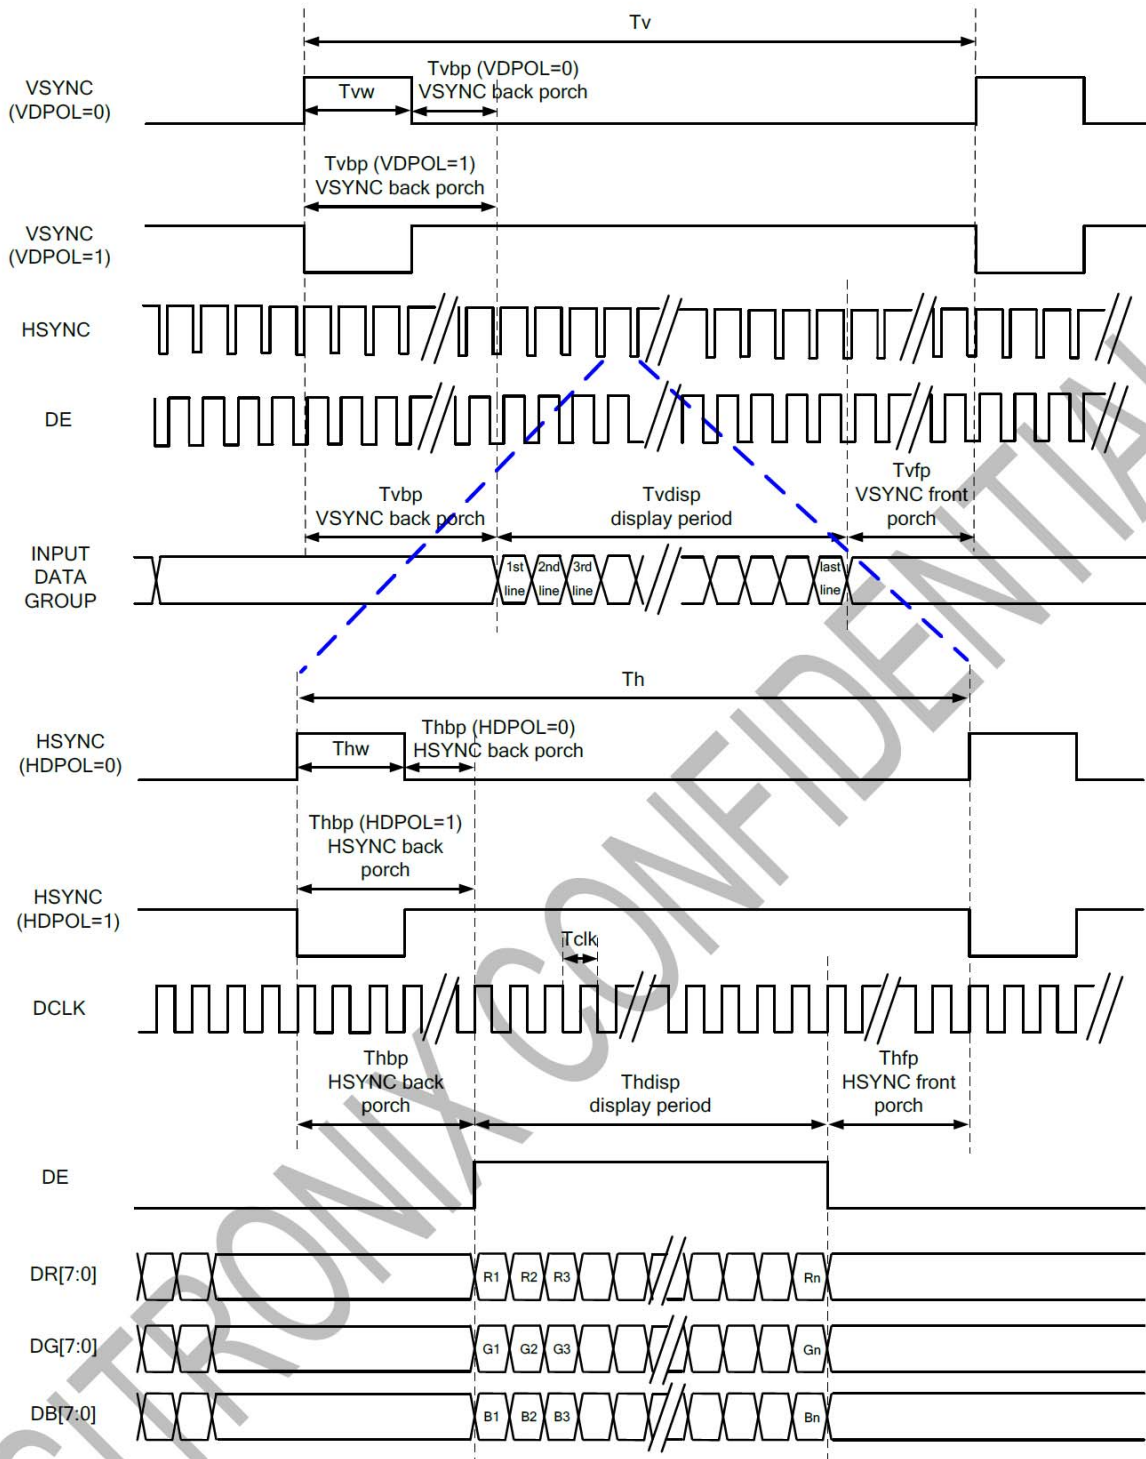 Tv
VSYNC
(VDPOL=0)
Tvw
Tvbp (VDPOL=0)
VSYNC back porch
Tvbp (VDPOL=1)
VSYNC back porch
VSYNC
(VDPOL=1)
HSYNC
DE
Tvbp
VSYNC back porch
Tvdisp
display period
Tvfp
VSYNC front
porch
INPUT
DATA
GROUP
1st
line
2nd
line
3rd
line
last
line
Th
HSYNC
(HDPOL=0)
Thw
Thbp (HDPOL=0)
HSYNC back porch
Thbp (HDPOL=1)
HSYNC back
porch
HSYNC
(HDPOL=1)
Tclk
DCLK
Thbp
HSYNC back
porch
Thdisp
display period
Thfp
HSYNC front
porch
DE
DR[7:0]
R1 R2 R3 Rn
DG[7:0]
G1 G2 G3 Gn
DB[7:0]
B1 B2 B3 Bn
ITRONIX CONFIDENTIAL